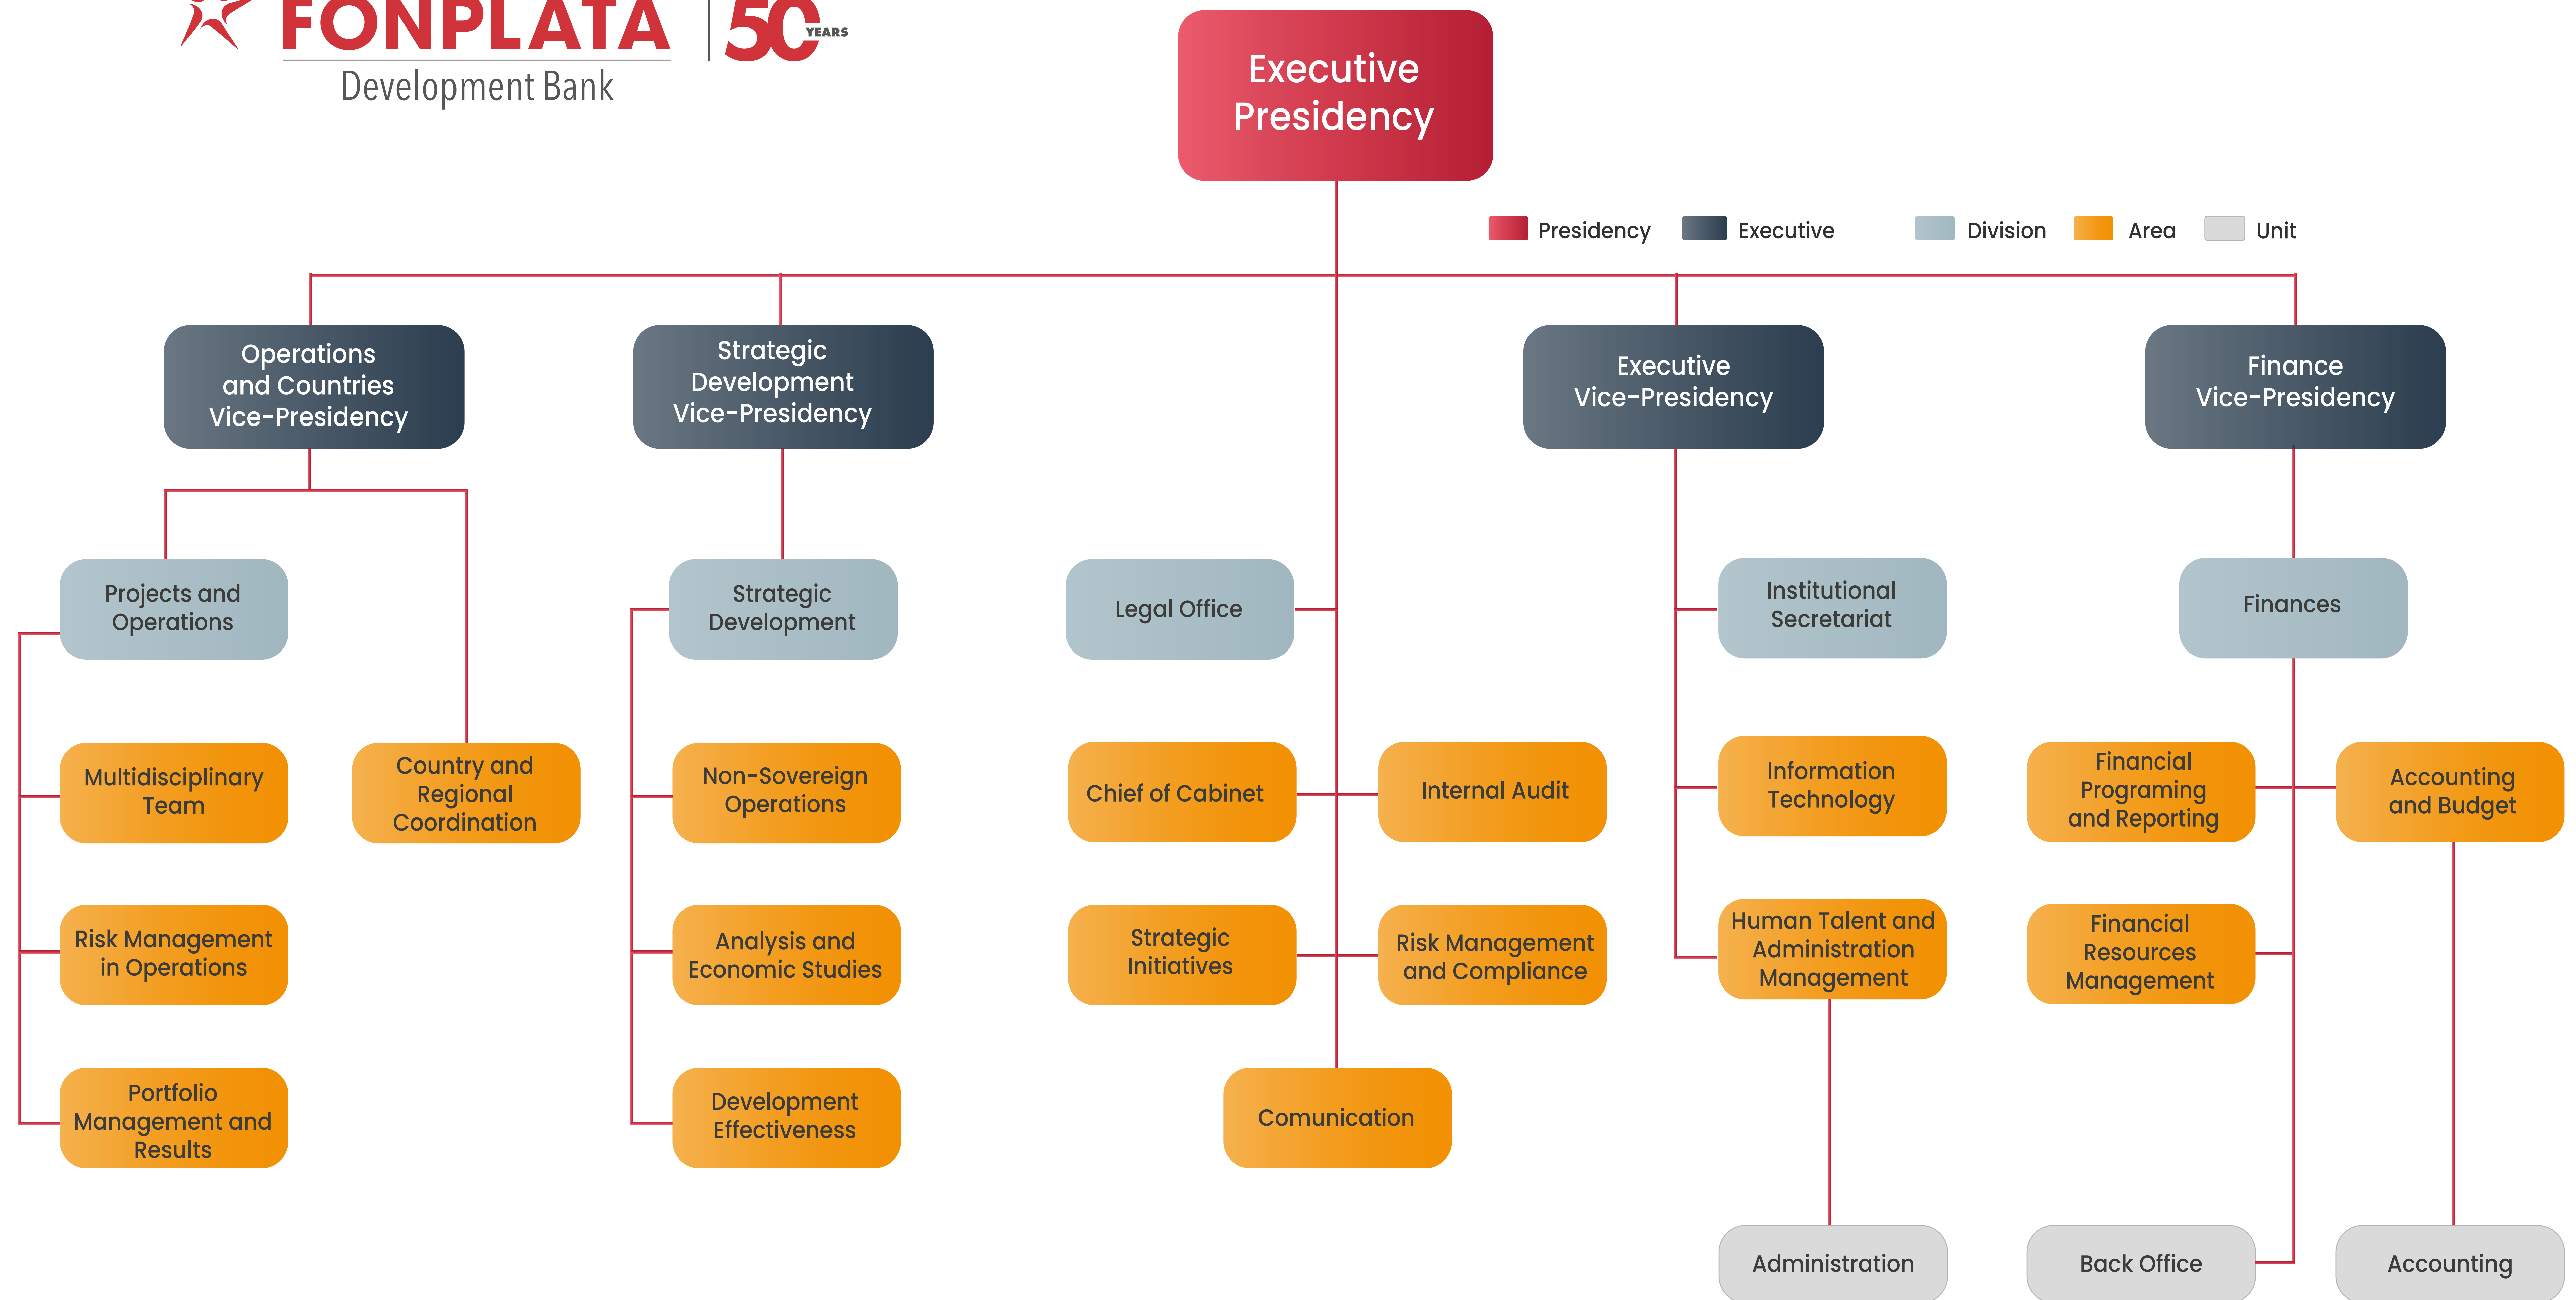 FONPLATA
50
YEARS
Development Bank
Executive
Presidency
Presidency
Executive
Division
Area
Unit
Operations
and Countries
Vice-Presidency
Strategic
Development
Vice-Presidency
Executive
Vice-Presidency
Finance
Vice-Presidency
Projects and
Operations
Strategic
Development
Legal Office
Institutional
Secretariat
Finances
Multidisciplinary
Team
Country and
Regional
Coordination
Non-Sovereign
Operations
Chief of Cabinet
Internal Audit
Information
Technology
Financial
Programing
and Reporting
Accounting
and Budget
Risk Management
in Operations
Analysis and
Economic Studies
Strategic
Initiatives
Risk Management
and Compliance
Human Talent and
Administration
Management
Financial
Resources
Management
Portfolio
Management and
Results
Development
Effectiveness
Comunication
Administration
Back Office
Accounting